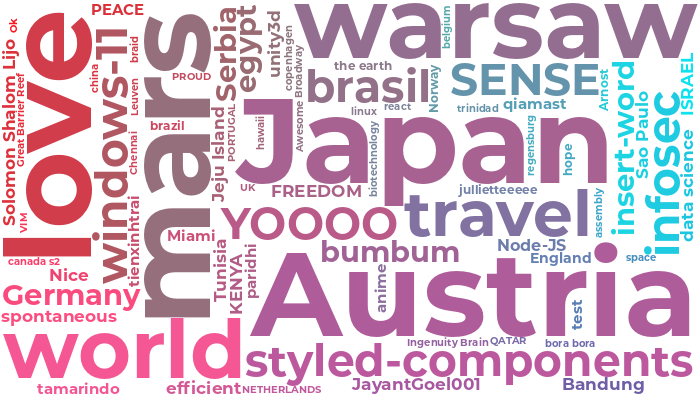 love
mars
warsaw
Japan
Austria
world
windows-11
PEACE
ok
Solomon Shalom Lijo
Great Barrier Reef
VIM
china
braid
Leuven
chennai
PROUD
brazil
Serbia
egypt
unity3d
copenhagen
Awesome Broadway
the earth
belgium
brasil
linux
react
Norway
SENSE
trinidad
qiamast
Arnost
insert-word
Sao Paulo
infosec
ISRAEL
data science
Jeju Island
PORTUGAL
hawaii
UK
FREEDOM
biotechnology
jullietteeeee
regensburg
hope
assembly
travel
YOOOO
bumbum
Node-JS
England
space
tienxinhtrai
Miami
Tunisia
KENYA
paridhi
anime
test
canada s2
Nice
Germany
spontaneous
styled-components
Ingenuity Brain
QATAR
bora bora
tamarindo
efficient
NETHERLANDS
JayantGoel001
Bandung